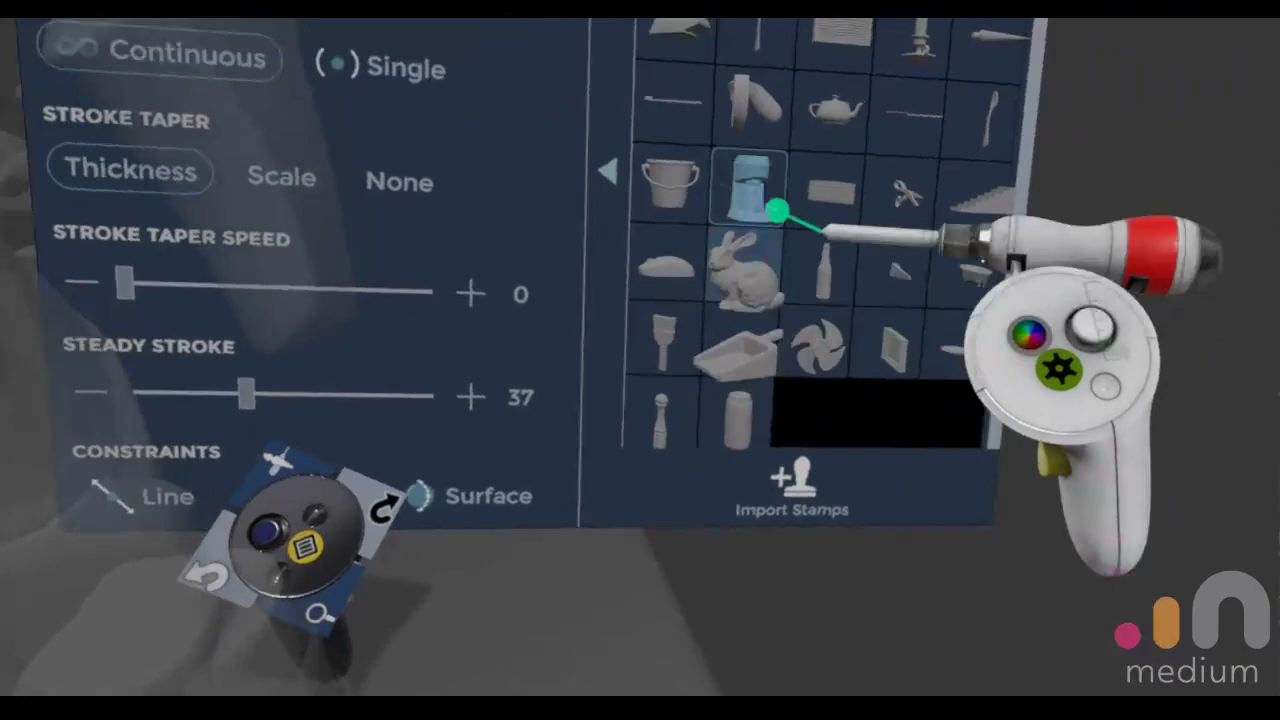 Continuous
Single
STROKE TAPER
Thickness
Scale
None
STROKE TAPER SPEED
0
STEADY STROKE
37
CONSTRAINTS
Line
Surface
Import Stamps
medium